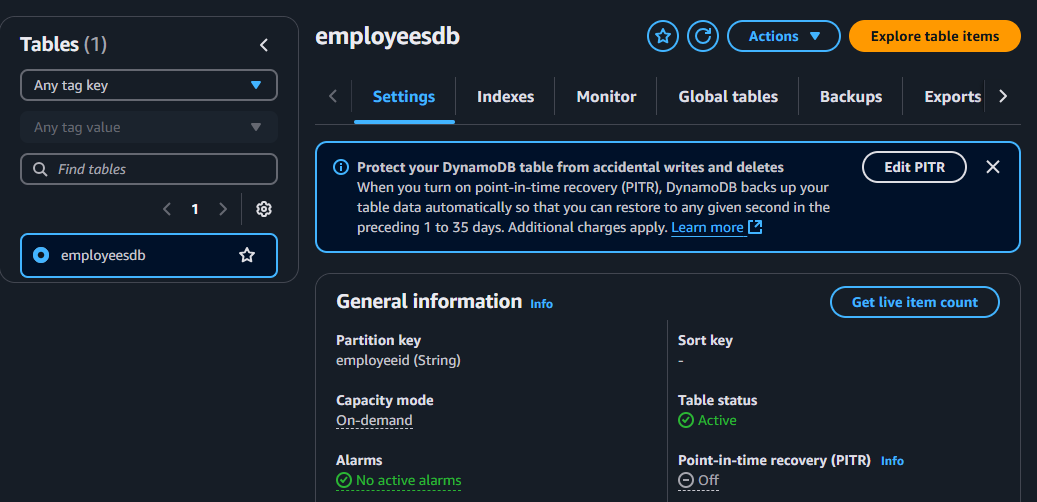 Tables (1)
Any tag key
Any tag value
Find tables
1
employeesdb
employeesdb
Actions
Explore table items
Settings
Indexes
Monitor
Global tables
Backups
Exports
Protect your DynamoDB table from accidental writes and deletes
When you turn on point-in-time recovery (PITR), DynamoDB backs up your
table data automatically so that you can restore to any given second in the
preceding 1 to 35 days. Additional charges apply. Learn more
Edit PITR
General information Info
Get live item count
Partition key
employeeid (String)
Sort key
-
Capacity mode
On-demand
Table status
Active
Alarms
No active alarms
Point-in-time recovery (PITR) Info
Off